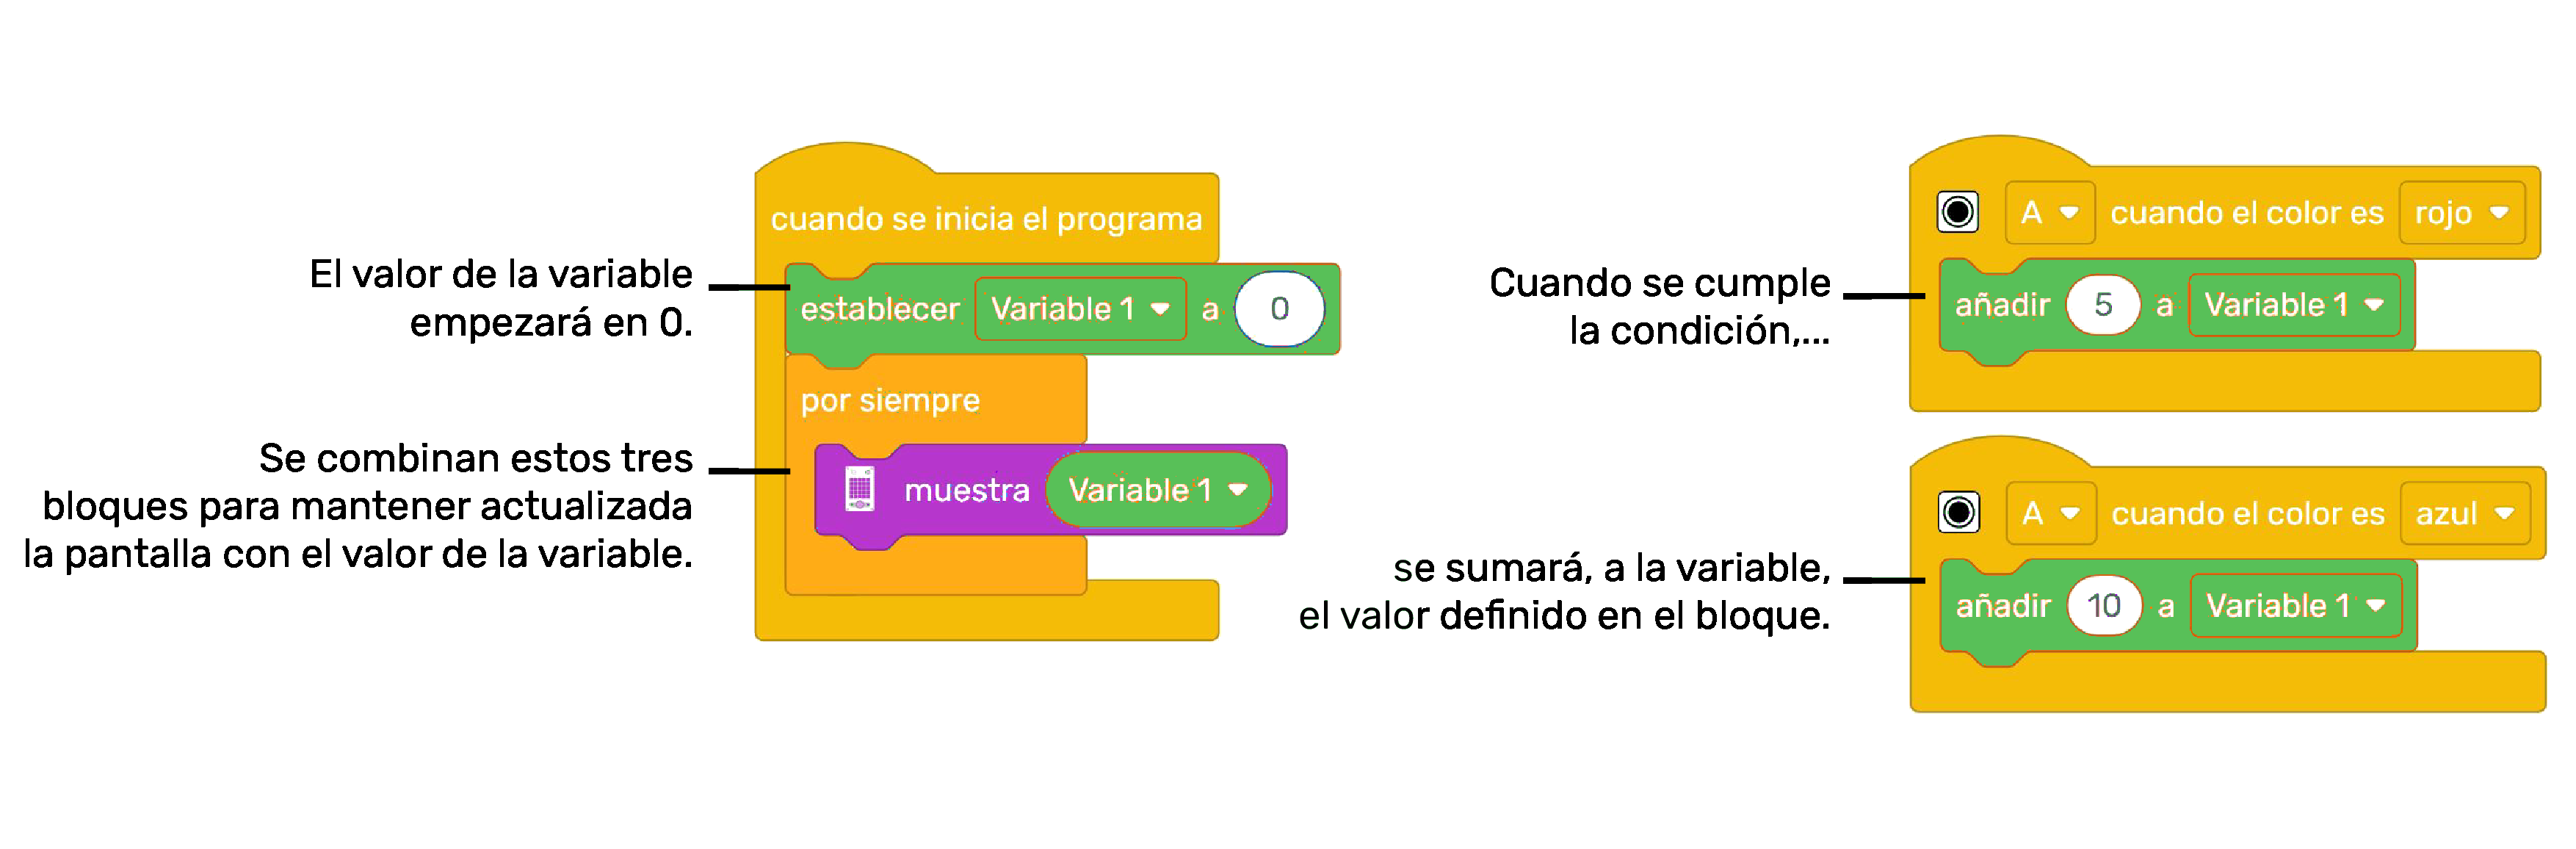 El valor de la variable
empezará en 0.
Se combinan estos tres
bloques para mantener actualizada
la pantalla con el valor de la variable.
cuando se inicia el programa
establecer Variable 1 a 0
por siempre
muestra Variable 1
Cuando se cumple
la condición,...
se sumará, a la variable,
el valor definido en el bloque.
A cuando el color es rojo
añadir 5 a Variable 1
A cuando el color es azul
añadir 10 a Variable 1